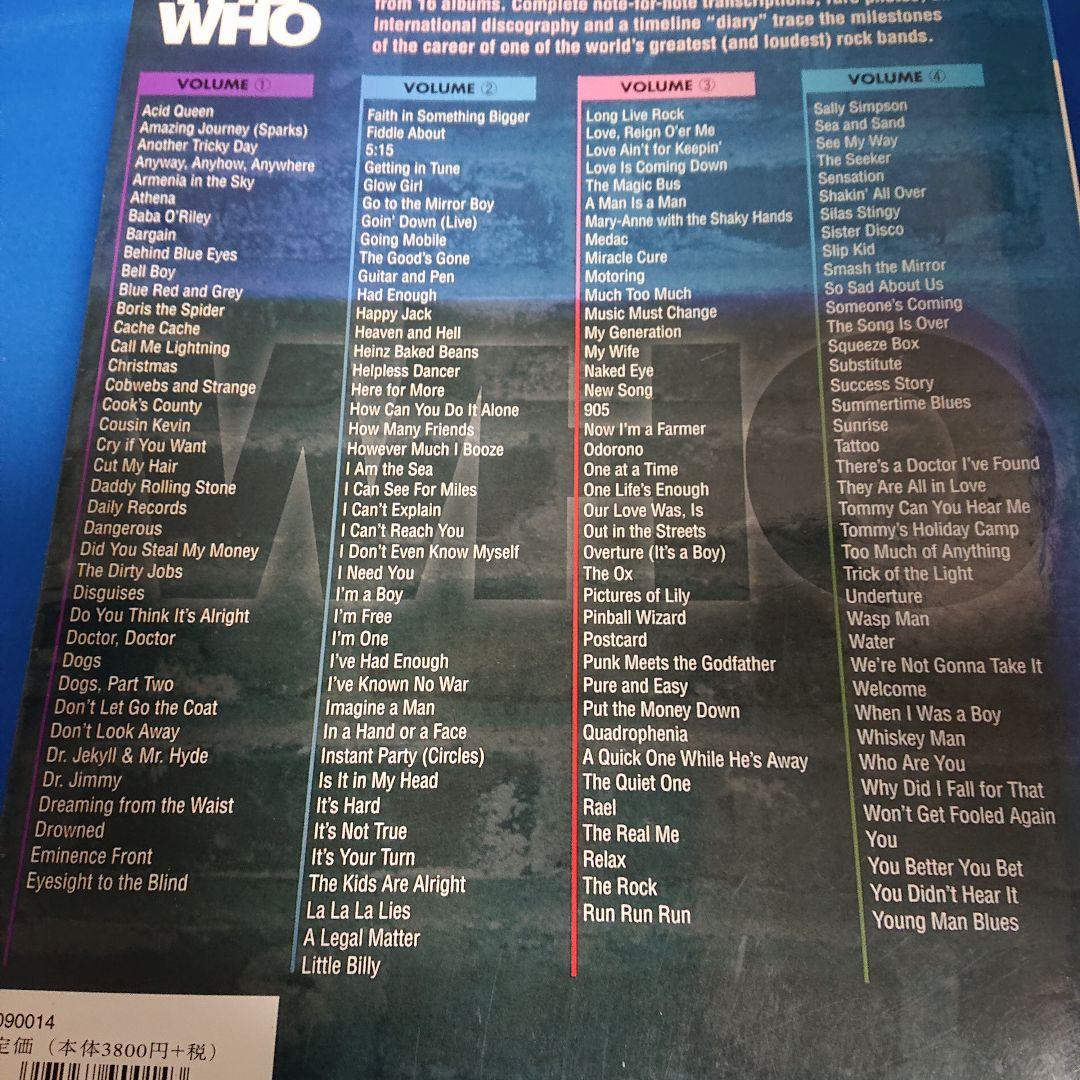 WHO
from 16 albums. Complete note-for-note transcriptions, rare photos,
international discography and a timeline “diary” trace the milestones
of the career of one of the world’s greatest (and loudest) rock bands.
VOLUME ①
Acid Queen
Amazing Journey (Sparks)
Another Tricky Day
Anyway, Anyhow, Anywhere
Armenia in the Sky
Athena
Baba O’Riley
Bargain
Behind Blue Eyes
Bell Boy
Blue Red and Grey
Boris the Spider
Cache Cache
Call Me Lightning
Christmas
Cobwebs and Strange
Cook’s County
Cousin Kevin
Cry if You Want
Cut My Hair
Daddy Rolling Stone
Daily Records
Dangerous
Did You Steal My Money
The Dirty Jobs
Disguises
Do You Think It’s Alright
Doctor, Doctor
Dogs
Dogs, Part Two
Don’t Let Go the Coat
Don’t Look Away
Dr. Jekyll & Mr. Hyde
Dr. Jimmy
Dreaming from the Waist
Drowned
Eminence Front
Eyesight to the Blind
VOLUME ②
Faith in Something Bigger
Fiddle About
5:15
Getting in Tune
Glow Girl
Go to the Mirror Boy
Goin’ Down (Live)
Going Mobile
The Good’s Gone
Guitar and Pen
Had Enough
Happy Jack
Heaven and Hell
Heinz Baked Beans
Helpless Dancer
Here for More
How Can You Do It Alone
How Many Friends
However Much I Booze
I Am the Sea
I Can See For Miles
I Can’t Explain
I Can’t Reach You
I Don’t Even Know Myself
I Need You
I’m a Boy
I’m Free
I’m One
I’ve Had Enough
I’ve Known No War
Imagine a Man
In a Hand or a Face
Instant Party (Circles)
Is It in My Head
It’s Hard
It’s Not True
It’s Your Turn
The Kids Are Alright
La La La Lies
A Legal Matter
Little Billy
VOLUME ③
Long Live Rock
Love, Reign O’er Me
Love Ain’t for Keepin’
Love Is Coming Down
The Magic Bus
A Man Is a Man
Mary-Anne with the Shaky Hands
Medac
Miracle Cure
Motoring
Much Too Much
Music Must Change
My Generation
My Wife
Naked Eye
New Song
905
Now I’m a Farmer
Odorono
One at a Time
One Life’s Enough
Our Love Was, Is
Out in the Streets
Overture (It’s a Boy)
The Ox
Pictures of Lily
Pinball Wizard
Postcard
Punk Meets the Godfather
Pure and Easy
Put the Money Down
Quadrophenia
A Quick One While He’s Away
The Quiet One
Rael
The Real Me
Relax
The Rock
Run Run Run
VOLUME ④
Sally Simpson
Sea and Sand
See My Way
The Seeker
Sensation
Shakin’ All Over
Silas Stingy
Sister Disco
Slip Kid
Smash the Mirror
So Sad About Us
Someone’s Coming
The Song Is Over
Squeeze Box
Substitute
Success Story
Summertime Blues
Sunrise
Tattoo
There’s a Doctor I’ve Found
They Are All in Love
Tommy Can You Hear Me
Tommy’s Holiday Camp
Too Much of Anything
Trick of the Light
Underture
Wasp Man
Water
We’re Not Gonna Take It
Welcome
When I Was a Boy
Whiskey Man
Who Are You
Why Did I Fall for That
Won’t Get Fooled Again
You
You Better You Bet
You Didn’t Hear It
Young Man Blues
WHO
090014
定価（本体3800円+税）